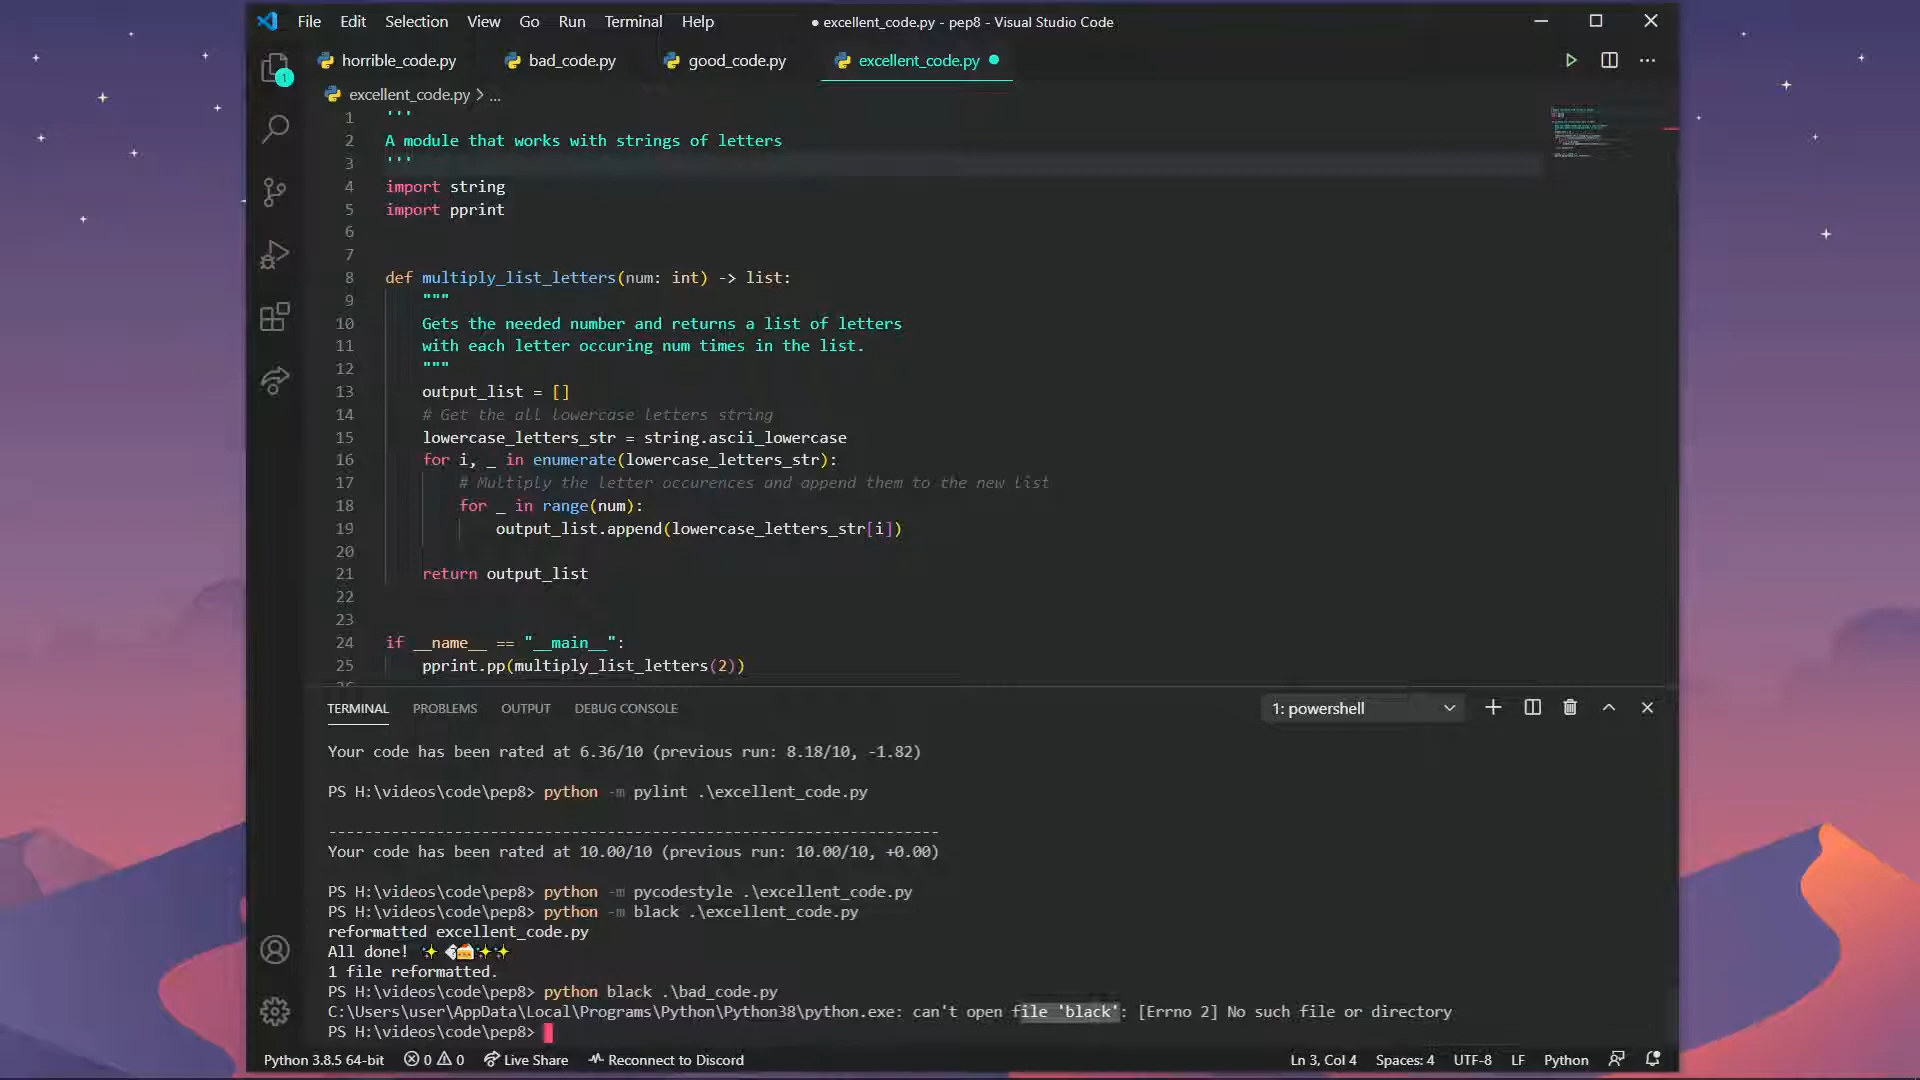 File Edit Selection View Go Run Terminal Help ● excellent_code.py - pep8 - Visual Studio Code
horrible_code.py bad_code.py good_code.py excellent_code.py ●
1
excellent_code.py > ...
1 '''
2 A module that works with strings of letters
3 '''
4 import string
5 import pprint
6
7
8 def multiply_list_letters(num: int) -> list:
9 """
10 Gets the needed number and returns a list of letters
11 with each letter occuring num times in the list.
12 """
13 output_list = []
14 # Get the all lowercase letters string
15 lowercase_letters_str = string.ascii_lowercase
16 for i, _ in enumerate(lowercase_letters_str):
17 # Multiply the letter occurences and append them to the new list
18 for _ in range(num):
19 output_list.append(lowercase_letters_str[i])
20
21 return output_list
22
23
24 if __name__ == "__main__":
25 pprint.pp(multiply_list_letters(2))
TERMINAL PROBLEMS OUTPUT DEBUG CONSOLE 1: powershell
Your code has been rated at 6.36/10 (previous run: 8.18/10, -1.82)
PS H:\videos\code\pep8> python -m pylint .\excellent_code.py
--------------------------------------------------------------------
Your code has been rated at 10.00/10 (previous run: 10.00/10, +0.00)
PS H:\videos\code\pep8> python -m pycodestyle .\excellent_code.py
PS H:\videos\code\pep8> python -m black .\excellent_code.py
reformatted excellent_code.py
All done! ✨ �🍰✨✨
1 file reformatted.
PS H:\videos\code\pep8> python black .\bad_code.py
C:\Users\user\AppData\Local\Programs\Python\Python38\python.exe: can't open file 'black': [Errno 2] No such file or directory
PS H:\videos\code\pep8>
Python 3.8.5 64-bit 0 0 Live Share Reconnect to Discord Ln 3, Col 4 Spaces: 4 UTF-8 LF Python